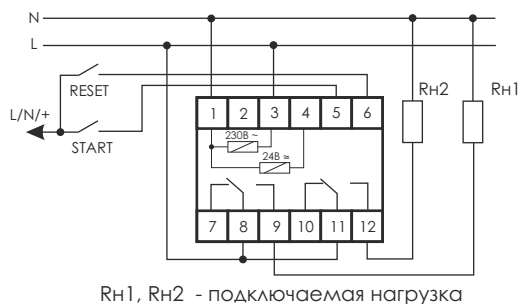 N
L
RESET
L/N/+
START
Rн2
Rн1
1 2 3 4 5 6
230В ~
24В ≃
7 8 9 10 11 12
Rн1, Rн2 - подключаемая нагрузка